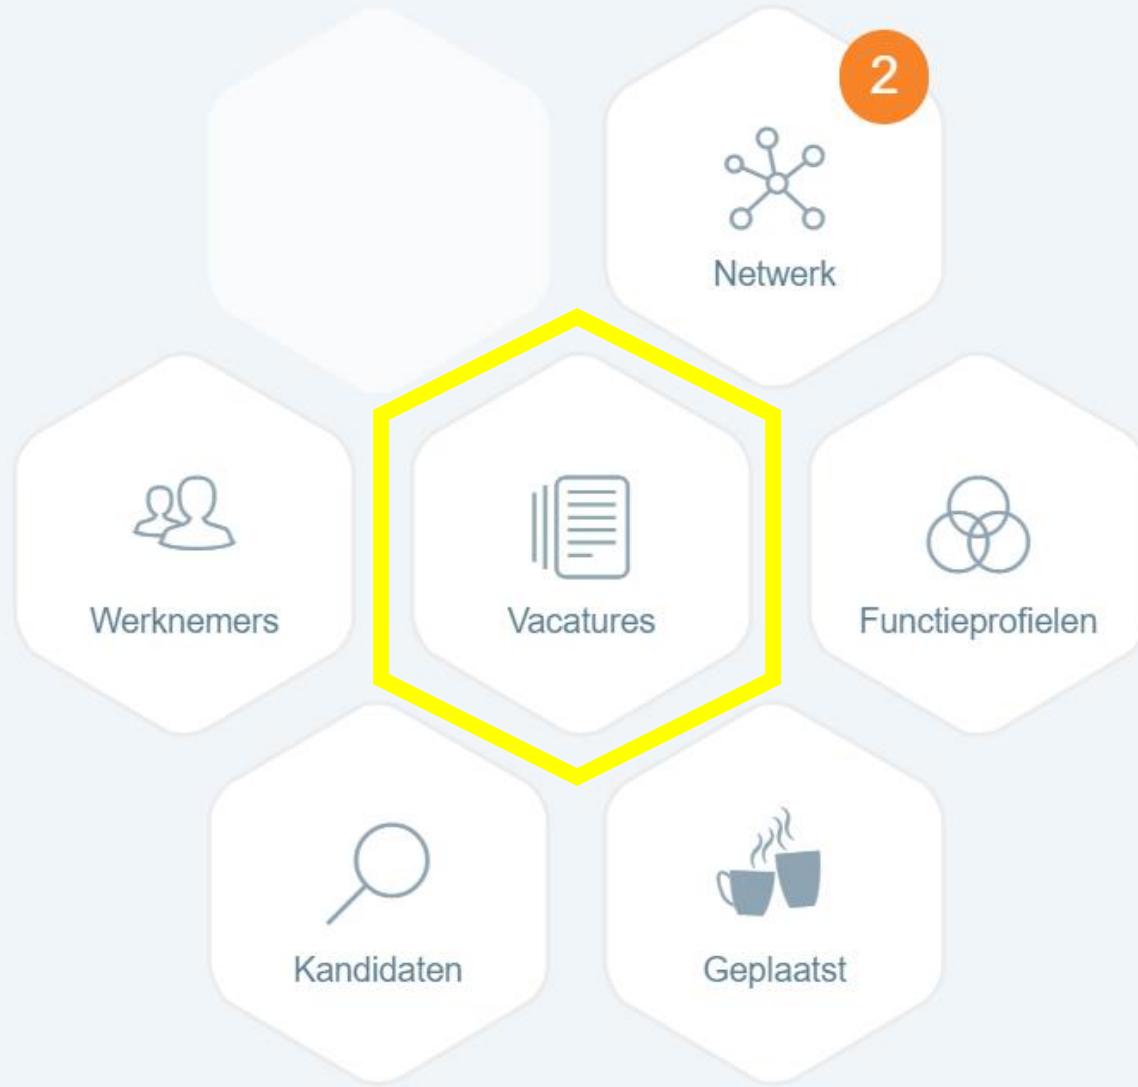 2
Netwerk
Werknemers
Vacatures
Functieprofielen
Kandidaten
Geplaatst